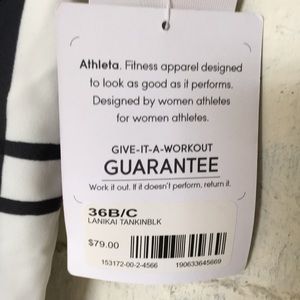 Athleta. Fitness apparel designed
to look as good as it performs.
Designed by women athletes
for women athletes.
GIVE-IT-A-WORKOUT
GUARANTEE
Work it out. If it doesn't perform, return it.
36B/C
LANIKAI TANKINBLK
$79.00
153172-00-2-4566
190633645669